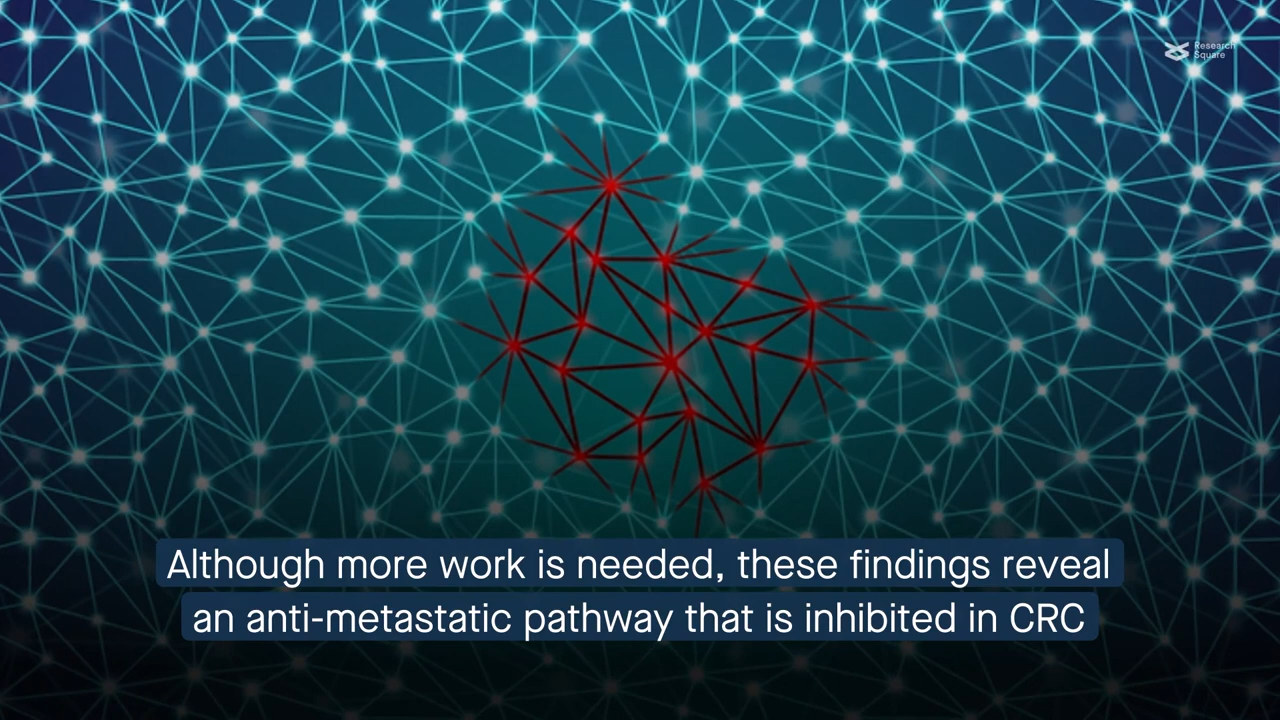 Research
Square
Although more work is needed, these findings reveal
an anti-metastatic pathway that is inhibited in CRC